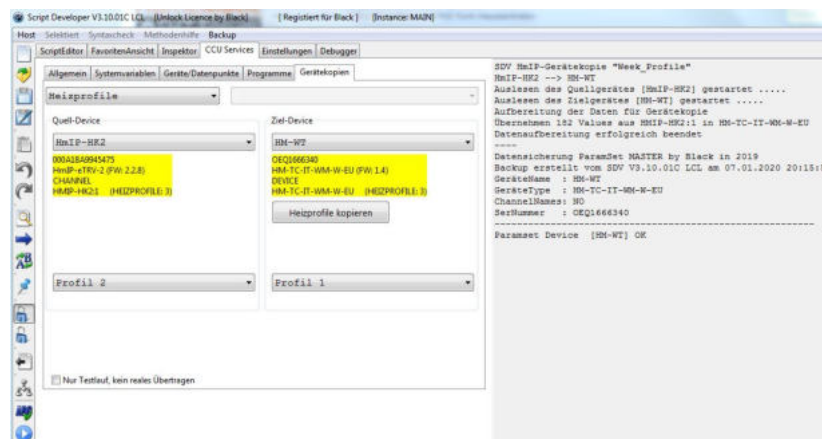 Script Developer V3.10.01C LCL [Unlock Licence by Black] [Registiert für Black] [Instance: MAIN]
Host Selektiert Syntaxcheck Methodenhilfe Backup
ScriptEditor FavoritenAnsicht Inspektor CCU Services Einstellungen Debugger
Allgemein Systemvariablen Geräte/Datenpunkte Programme Gerätekopien
Heizprofile
Quell-Device Ziel-Device
HmIP-HK2 HM-WT
000A18A9945475 OEQ1666340
HmIP-eTRV-2 (FW: 2.2.8) HM-TC-IT-WM-W-EU (FW: 1.4)
CHANNEL DEVICE
HMIP-HK2:1 (HEIZPROFILE: 3) HM-TC-IT-WM-W-EU (HEIZPROFILE: 3)
Heizprofile kopieren
Profil 2 Profil 1
Nur Testlauf, kein reales Übertragen
SDV HmIP-Gerätekopie "Week_Profile"
HmIP-HK2 --> HM-WT
Auslesen des Quellgerätes [HmIP-HK2] gestartet .....
Auslesen des Zielgerätes [HM-WT] gestartet .....
Aufbereitung der Daten für Gerätekopie
Übernehmen 182 Values aus HMIP-HK2:1 in HM-TC-IT-WM-W-EU
Datenaufbereitung erfolgreich beendet
----
Datensicherung ParamSet MASTER by Black in 2019
Backup erstellt vom SDV V3.10.01C LCL am 07.01.2020 20:15:
GeräteName : HM-WT
GeräteType : HM-TC-IT-WM-W-EU
ChannelNames: NO
SerNummer : OEQ1666340
Paramset Device [HM-WT] OK